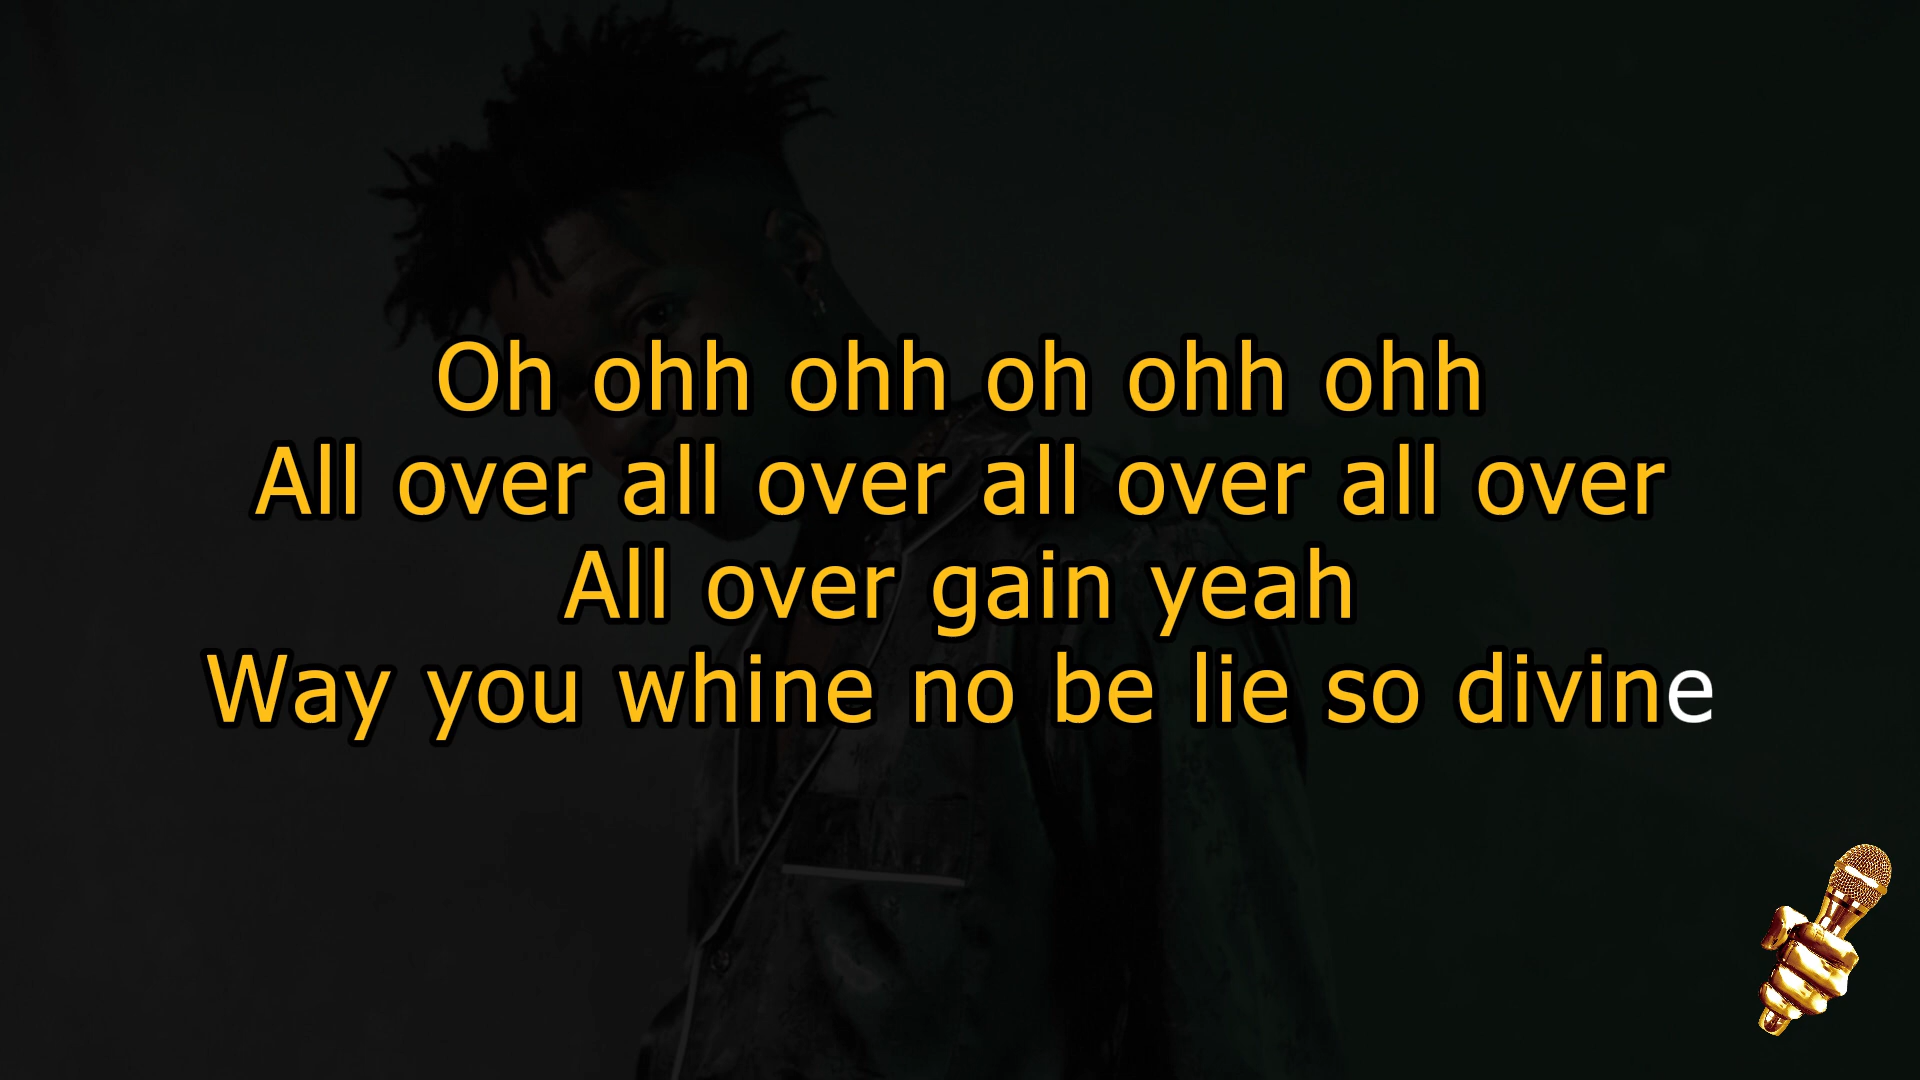 Oh ohh ohh oh ohh ohh
All over all over all over all over
All over gain yeah
Way you whine no be lie so divine